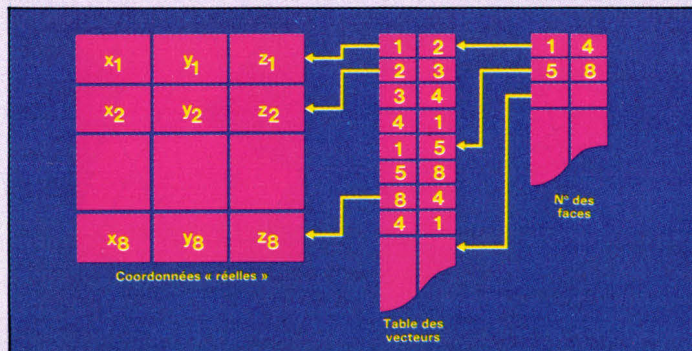 x1 y1 z1
x2 y2 z2
x8 y8 z8
Coordonnées « réelles »
1 2
2 3
3 4
4 1
1 5
5 8
8 4
4 1
Table des
vecteurs
1 4
5 8
N° des
faces